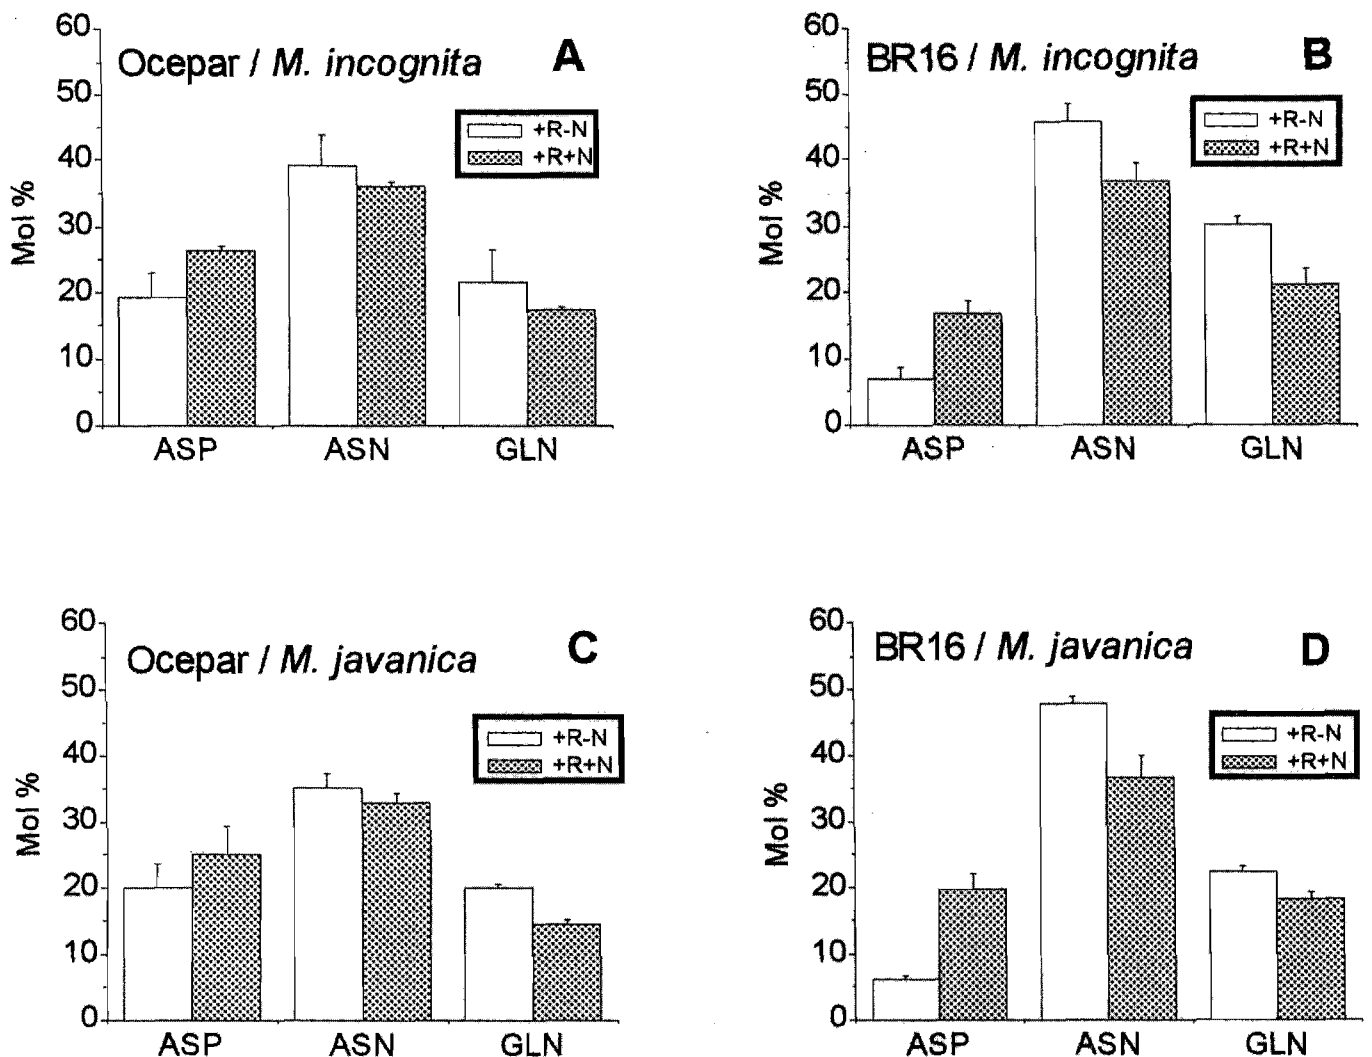 Ocepar / M. incognita
A
60
50
40
30
20
10
0
Mol %
+R-N
+R+N
ASP ASN GLN
BR16 / M. incognita
B
60
50
40
30
20
10
0
Mol %
+R-N
+R+N
ASP ASN GLN
Ocepar / M. javanica
C
60
50
40
30
20
10
0
Mol %
+R-N
+R+N
ASP ASN GLN
BR16 / M. javanica
D
60
50
40
30
20
10
0
Mol %
+R-N
+R+N
ASP ASN GLN